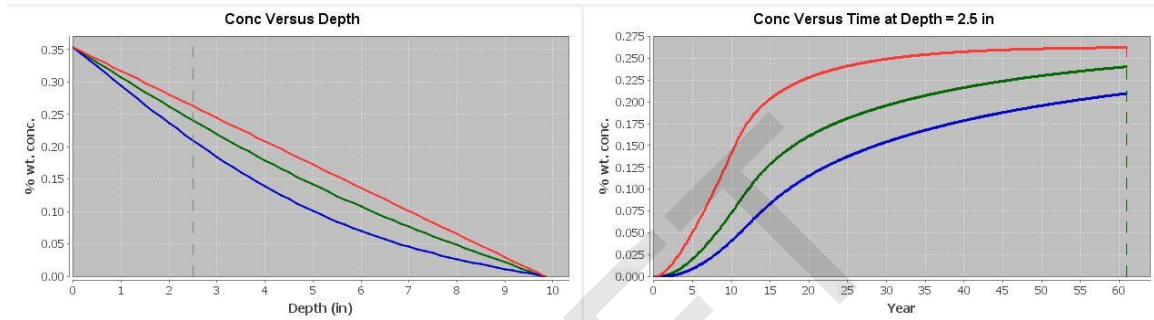 Conc Versus Depth
0.35
0.30
0.25
0.20
0.15
0.10
0.05
0.00
% wt. conc.
0 1 2 3 4 5 6 7 8 9 10
Depth (in)
Conc Versus Time at Depth = 2.5 in
0.275
0.250
0.225
0.200
0.175
0.150
0.125
0.100
0.075
0.050
0.025
0.000
% wt. conc.
0 5 10 15 20 25 30 35 40 45 50 55 60
Year